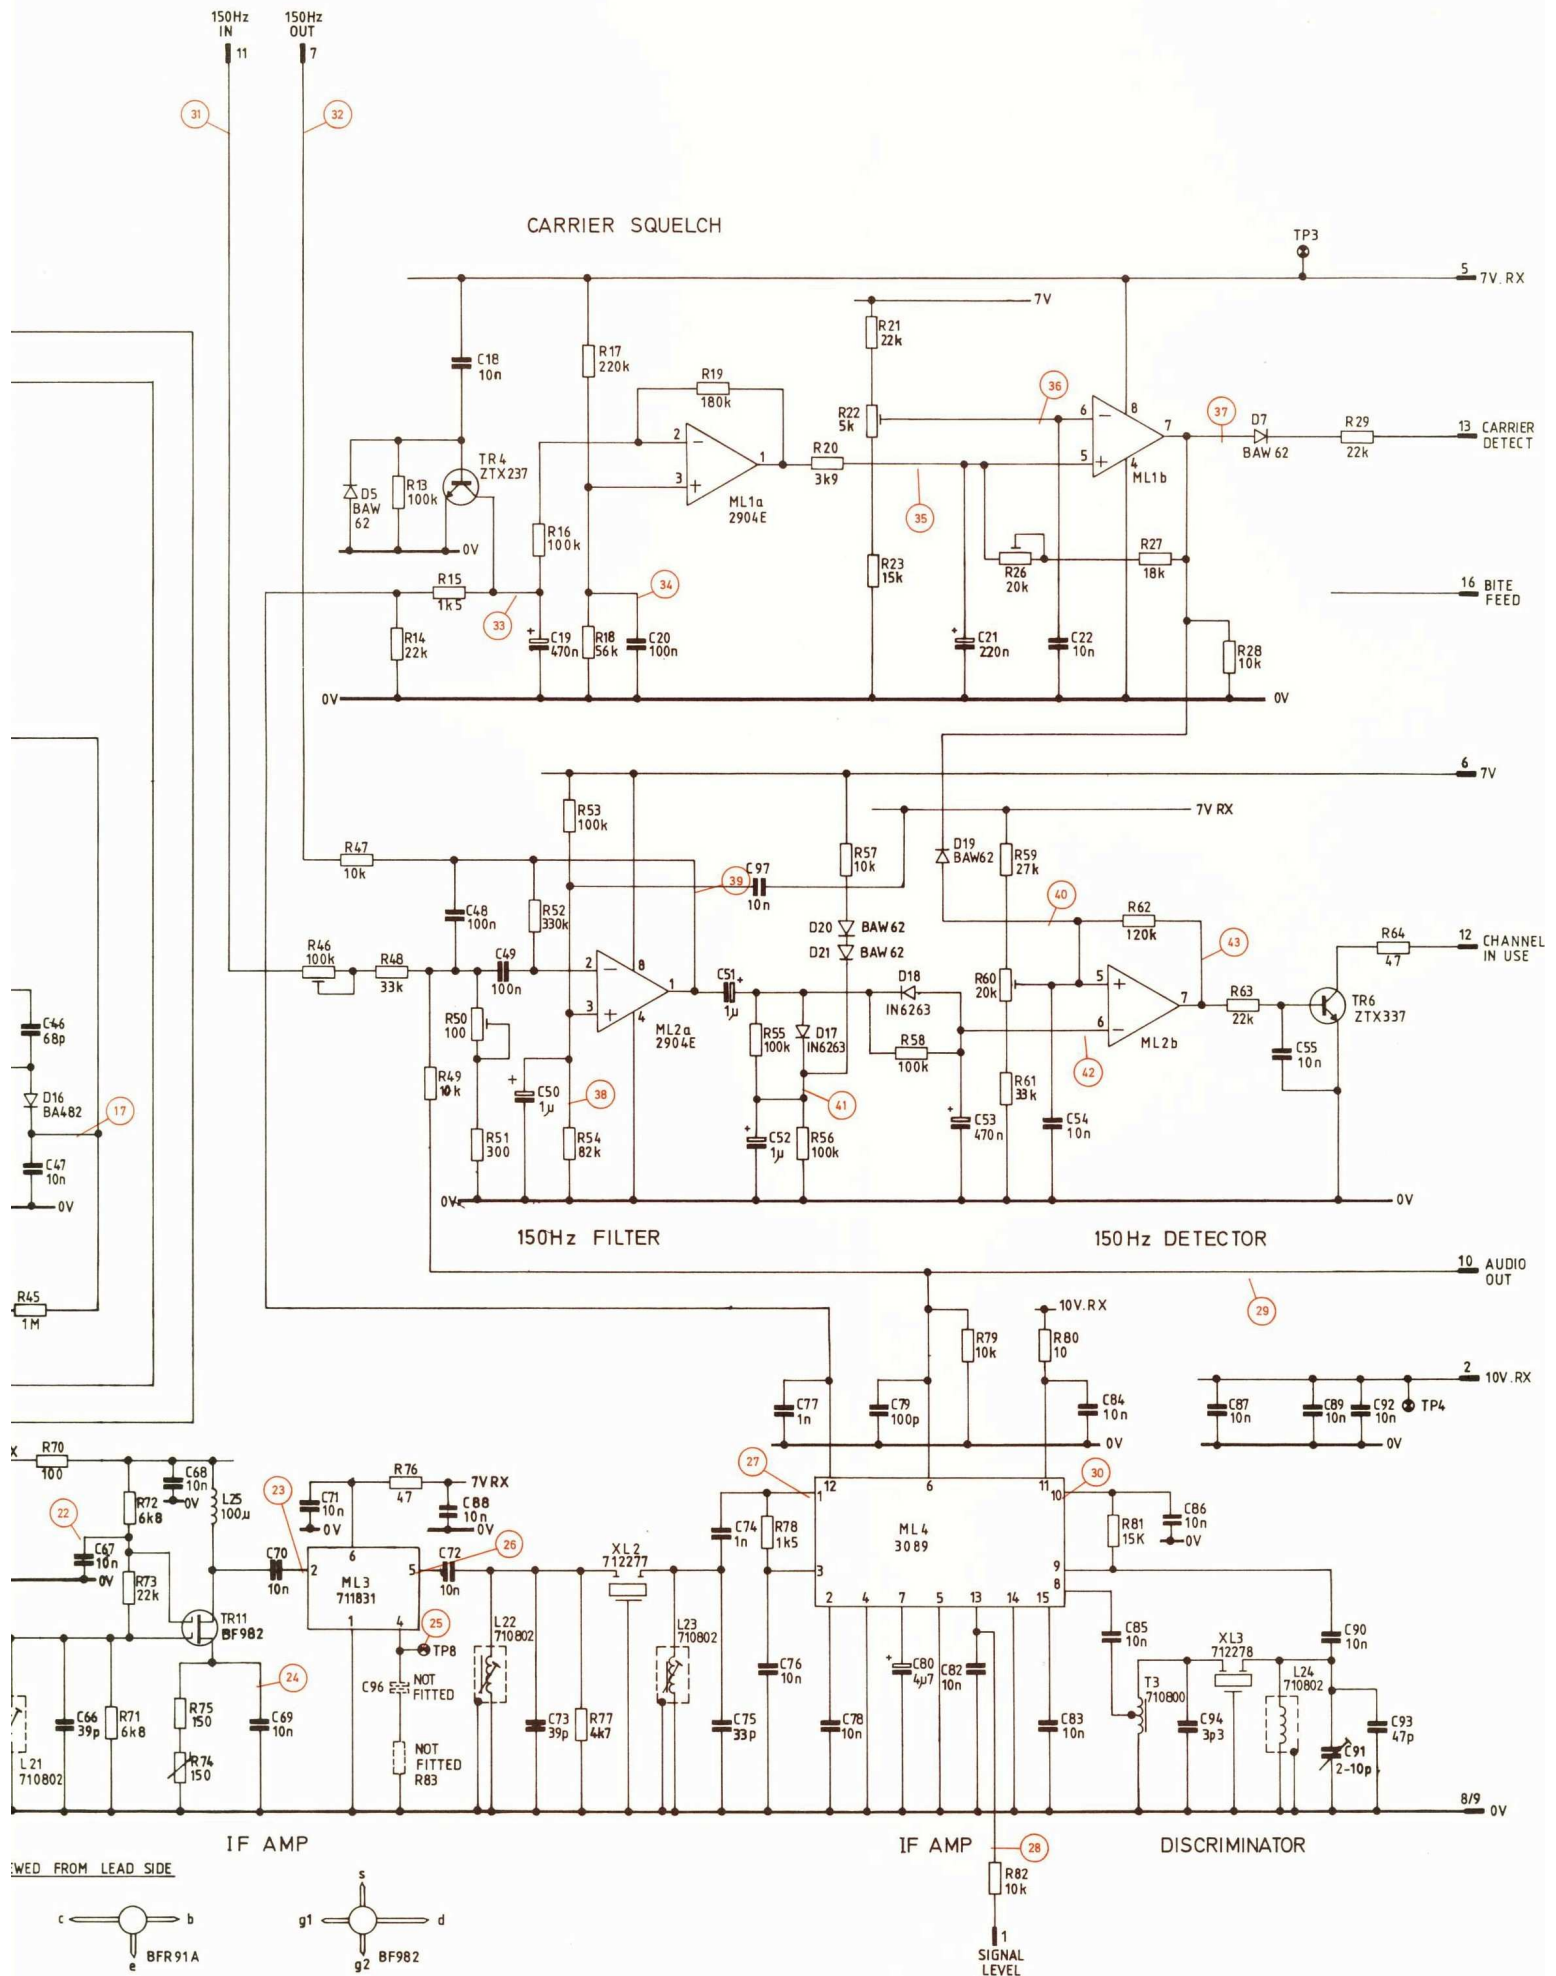 150Hz
IN
11
150Hz
OUT
7
31
32
CARRIER SQUELCH
TP3
5
7V.RX
7V
R21
22k
C18
10n
R17
220k
R19
180k
36
R22
5k
6
8
7
37
D7
BAW 62
R29
22k
13
CARRIER
DETECT
2
1
3
R20
3k9
5
4
ML1b
TR4
ZTX237
D5
BAW
62
R13
100k
ML1a
2904E
35
R16
100k
0V
R23
15k
R26
20k
R27
18k
R15
1k5
33
34
16
BITE
FEED
R14
22k
C19
470n
+
R18
56k
C20
100n
C21
220n
+
C22
10n
R28
10k
0V
0V
6
7V
R53
100k
7V RX
R47
10k
R57
10k
D19
BAW62
R59
27k
39
C97
10n
40
C48
100n
R52
330k
D20
BAW62
D21
BAW62
R62
120k
43
R64
47
12
CHANNEL
IN USE
R46
100k
R48
33k
C49
100n
2
8
1
C51
1µ
+
D18
IN6263
R60
20k
5
7
R63
22k
TR6
ZTX337
R50
100
3
4
ML2a
2904E
R55
100k
D17
IN6263
R58
100k
6
ML2b
C46
68p
C55
10n
R49
10k
C50
1µ
+
38
41
42
R61
33k
D16
BA482
17
R51
300
R54
82k
C52
1µ
+
R56
100k
C53
470n
+
C54
10n
C47
10n
0V
0V
0V
150Hz FILTER
150Hz DETECTOR
10
AUDIO
OUT
29
R45
1M
10V.RX
R79
10k
R80
10
2
10V.RX
C77
1n
C79
100p
C84
10n
C87
10n
C89
10n
C92
10n
TP4
0V
0V
X
R70
100
C68
10n
0V
L25
100µ
R76
47
7VRX
27
12
6
11
30
1
10
22
R72
6k8
23
C71
10n
0V
C88
10n
0V
C74
1n
R78
1k5
ML4
3089
R81
15K
C86
10n
0V
C67
10n
0V
R73
22k
C70
10n
2
6
ML3
711831
5
C72
10n
26
XL2
712277
3
9
8
TR11
BF982
1
4
25
TP8
L22
710802
L23
710802
2
4
7
5
13
14
15
C85
10n
XL3
712278
C90
10n
C96
NOT
FITTED
24
C76
10n
C80
4µ7
+
C82
10n
T3
710800
L24
710802
L21
710802
C66
39p
R71
6k8
R75
150
R74
150
C69
10n
NOT
FITTED
R83
C73
39p
R77
4k7
C75
33p
C78
10n
C83
10n
C94
3p3
C91
2-10p
C93
47p
8/9
0V
IF AMP
IF AMP
28
DISCRIMINATOR
EWED FROM LEAD SIDE
R82
10k
c
b
e
BFR91A
s
g1
d
g2
BF982
1
SIGNAL
LEVEL